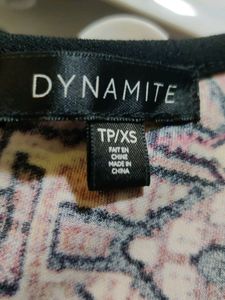 DYNAMITE
TP/XS
FAIT EN
CHINE
MADE IN
CHINA